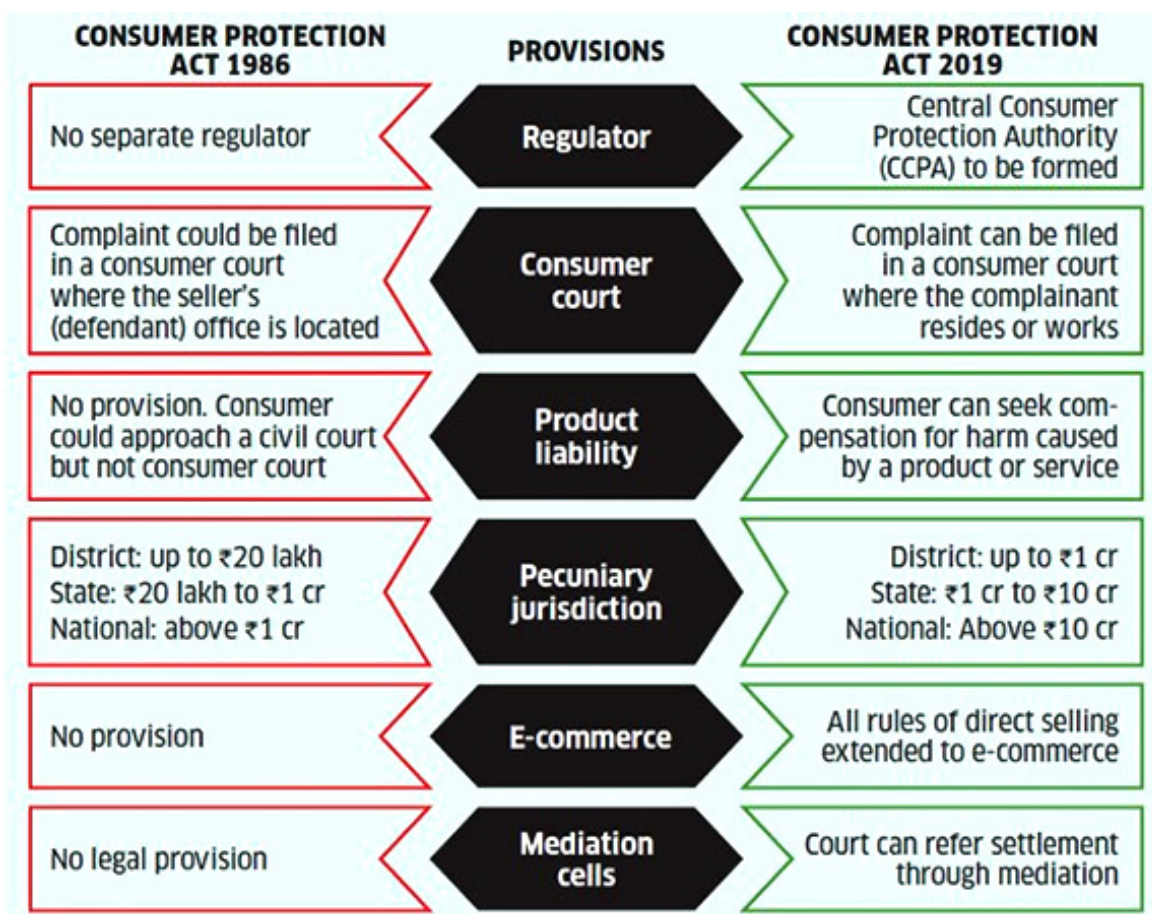 CONSUMER PROTECTION
ACT 1986
PROVISIONS
CONSUMER PROTECTION
ACT 2019
No separate regulator
Regulator
Central Consumer
Protection Authority
(CCPA) to be formed
Complaint could be filed
in a consumer court
where the seller's
(defendant) office is located
Consumer
court
Complaint can be filed
in a consumer court
where the complainant
resides or works
No provision. Consumer
could approach a civil court
but not consumer court
Product
liability
Consumer can seek com-
pensation for harm caused
by a product or service
District: up to ₹20 lakh
State: ₹20 lakh to ₹1 cr
National: above ₹1 cr
Pecuniary
jurisdiction
District: up to ₹1 cr
State: ₹1 cr to ₹10 cr
National: Above ₹10 cr
No provision
E-commerce
All rules of direct selling
extended to e-commerce
No legal provision
Mediation
cells
Court can refer settlement
through mediation